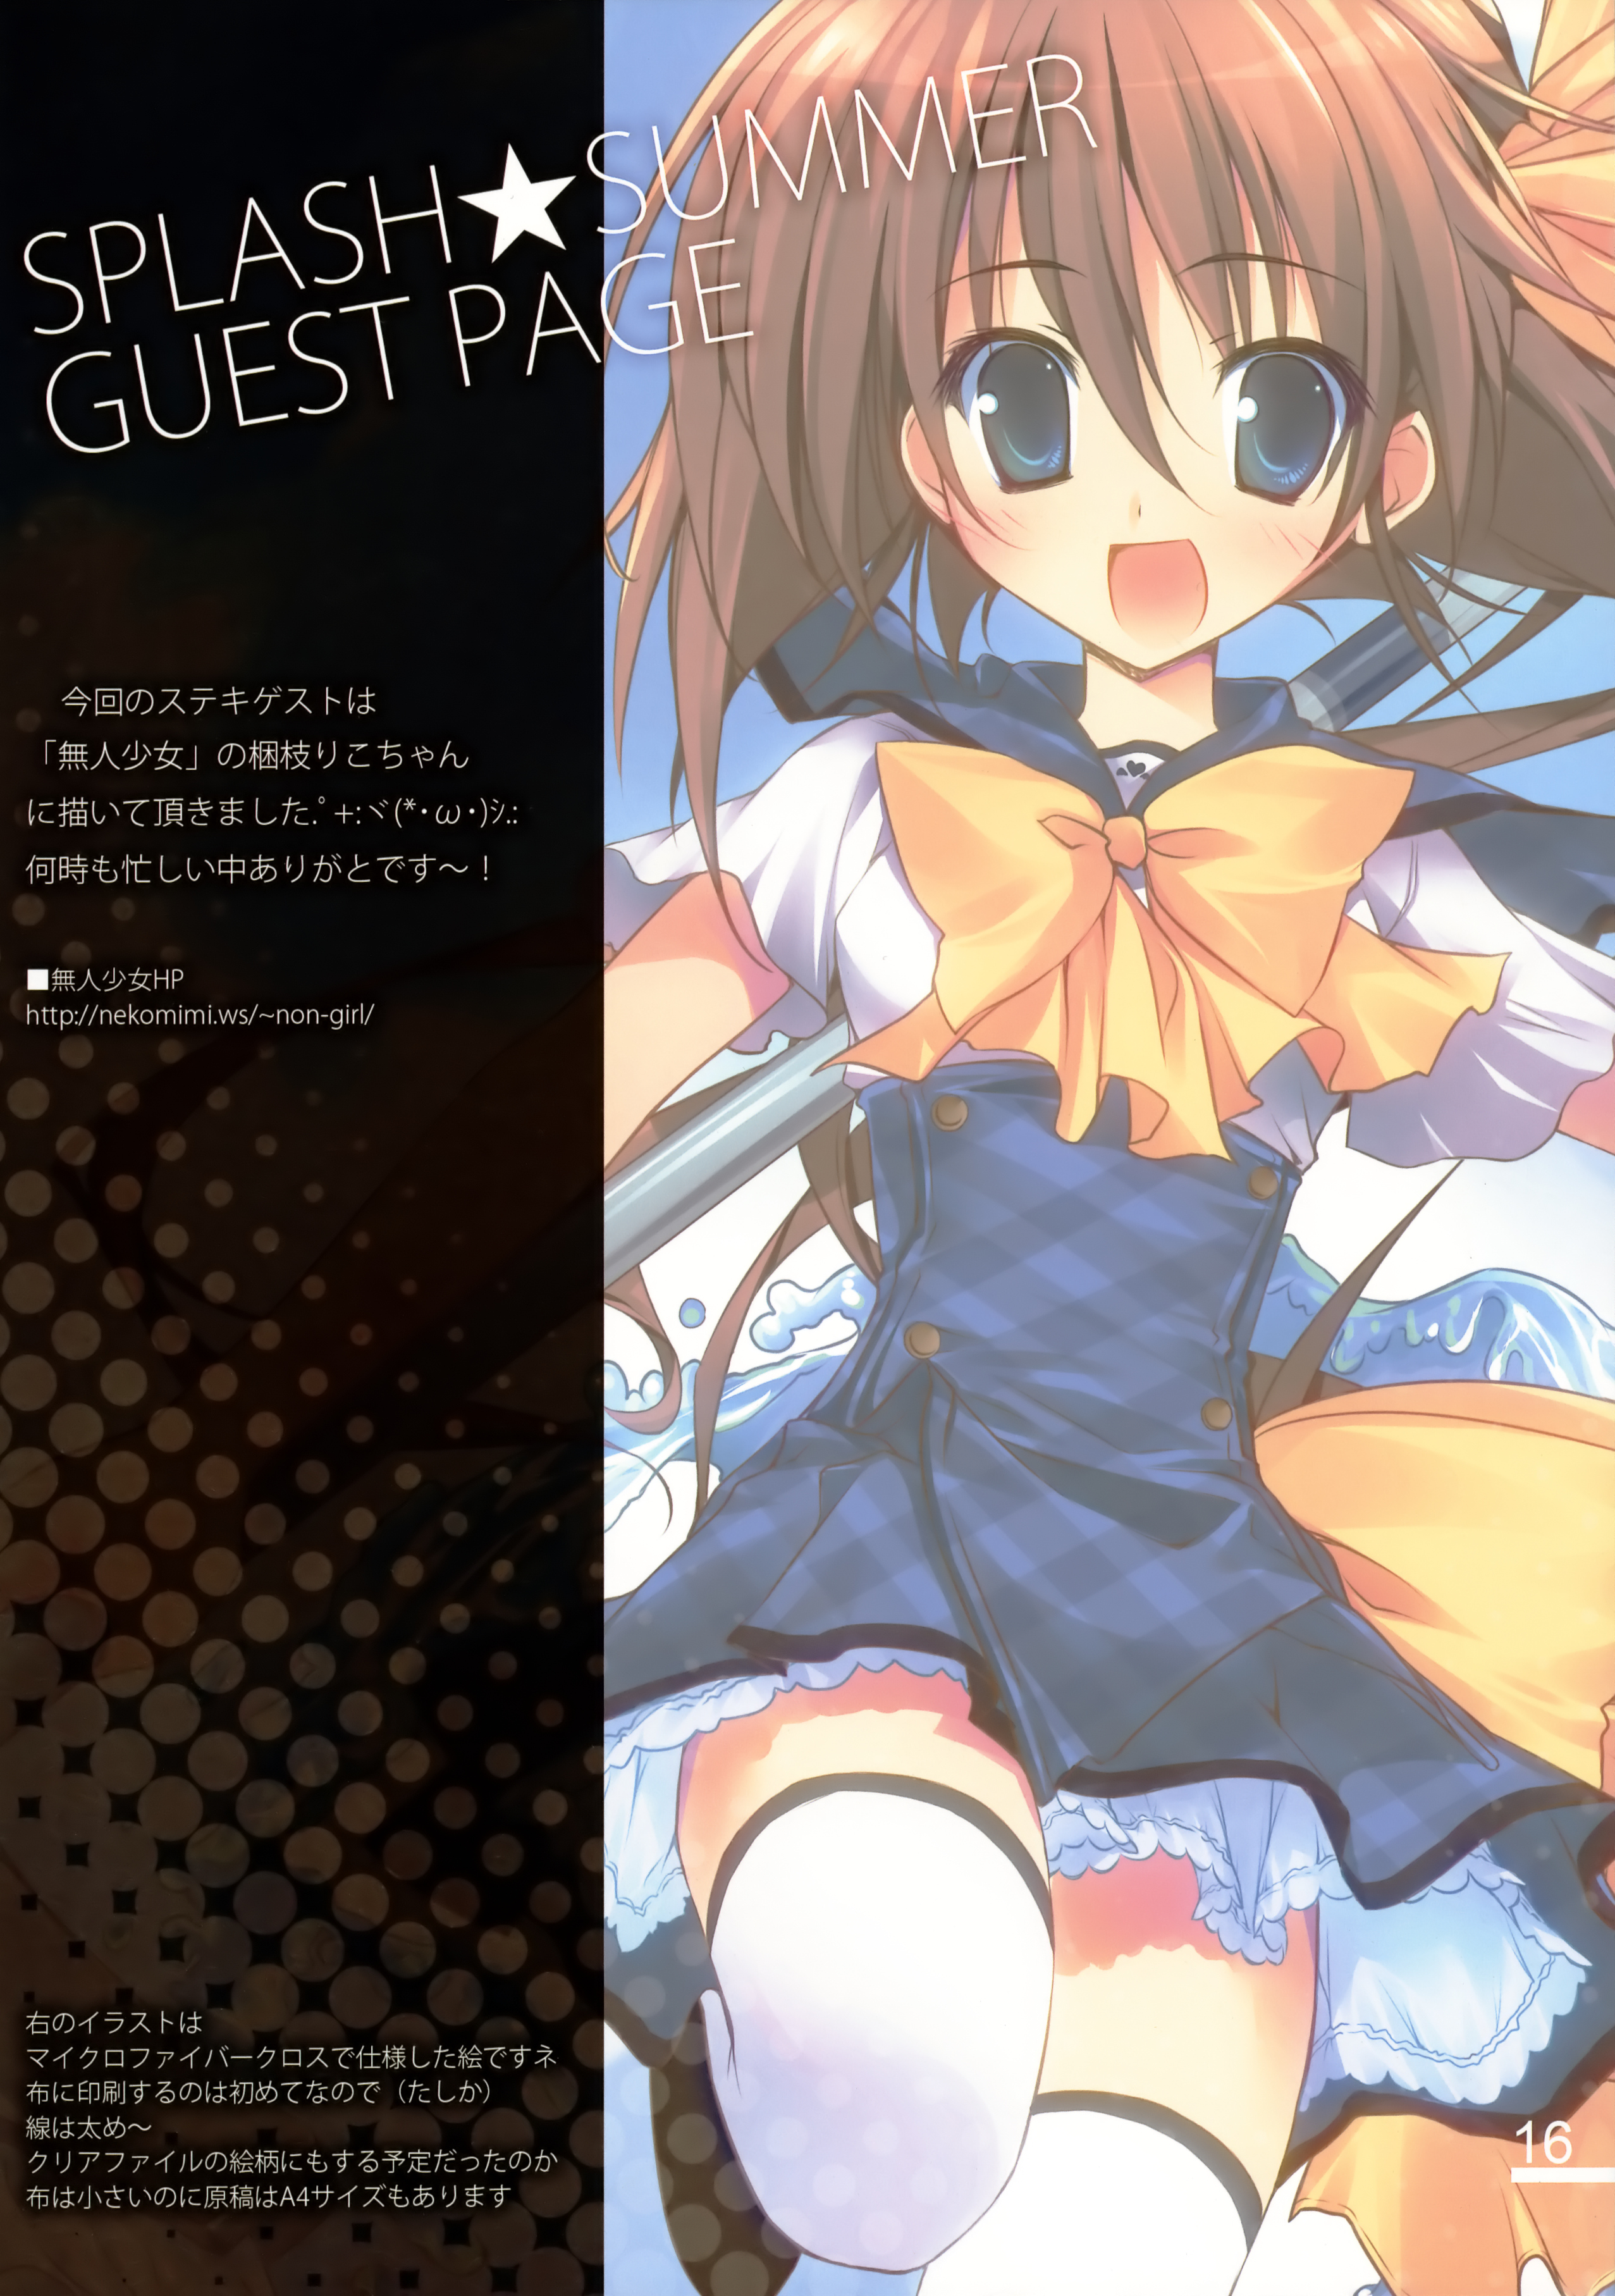 SPLASH★SUMMER
GUEST PAGE
今回のステキゲストは
「無人少女」の梱枝りこちゃん
に描いて頂きました.ﾟ+:ヾ(*・ω・)ｼ.:
何時も忙しい中ありがとです～！
■無人少女HP
http://nekomimi.ws/~non-girl/
右のイラストは
マイクロファイバークロスで仕様した絵ですネ
布に印刷するのは初めてなので（たしか）
線は太め～
クリアファイルの絵柄にもする予定だったのか
布は小さいのに原稿はA4サイズもあります
16